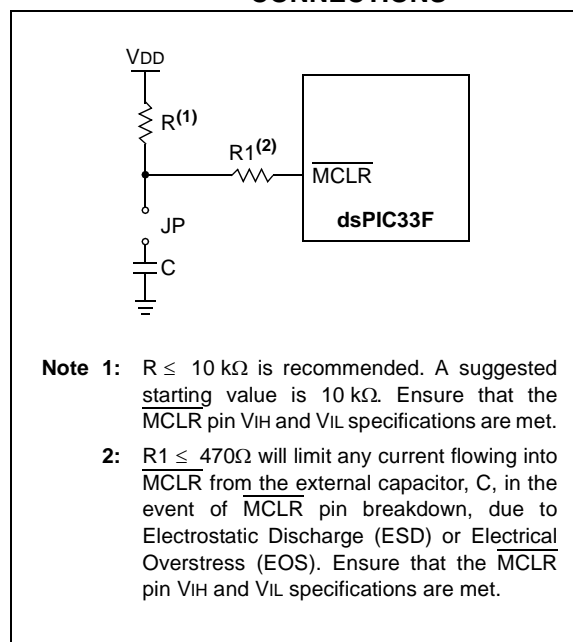 CONNECTIONS
VDD
R(1)
R1(2)
MCLR
dsPIC33F
JP
C
Note 1: R ≤ 10 kΩ is recommended. A suggested
starting value is 10 kΩ. Ensure that the
MCLR pin VIH and VIL specifications are met.
2: R1 ≤ 470Ω will limit any current flowing into
MCLR from the external capacitor, C, in the
event of MCLR pin breakdown, due to
Electrostatic Discharge (ESD) or Electrical
Overstress (EOS). Ensure that the MCLR
pin VIH and VIL specifications are met.